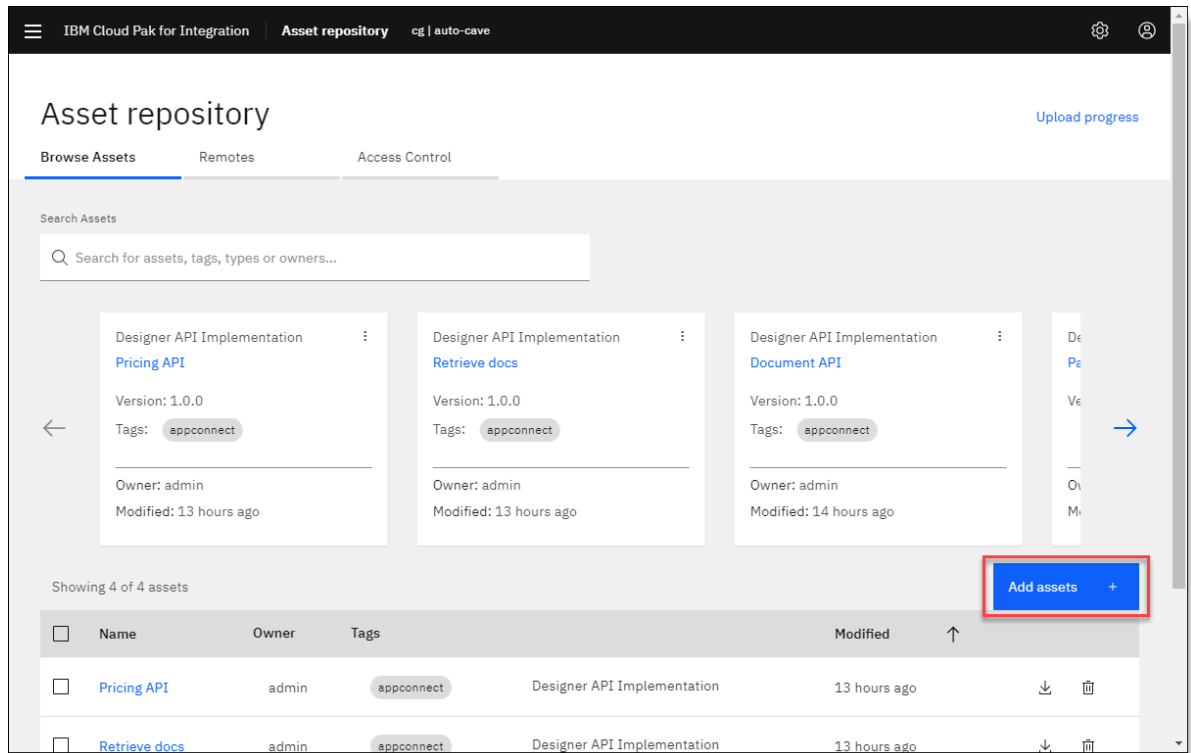 IBM Cloud Pak for Integration Asset repository cg | auto-cave
Asset repository
Upload progress
Browse Assets Remotes Access Control
Search Assets
Search for assets, tags, types or owners...
Designer API Implementation
Pricing API
Version: 1.0.0
Tags: appconnect
Owner: admin
Modified: 13 hours ago
Designer API Implementation
Retrieve docs
Version: 1.0.0
Tags: appconnect
Owner: admin
Modified: 13 hours ago
Designer API Implementation
Document API
Version: 1.0.0
Tags: appconnect
Owner: admin
Modified: 14 hours ago
Showing 4 of 4 assets
Add assets +
Name Owner Tags Modified
Pricing API admin appconnect Designer API Implementation 13 hours ago
Retrieve docs admin appconnect Designer API Implementation 13 hours ago